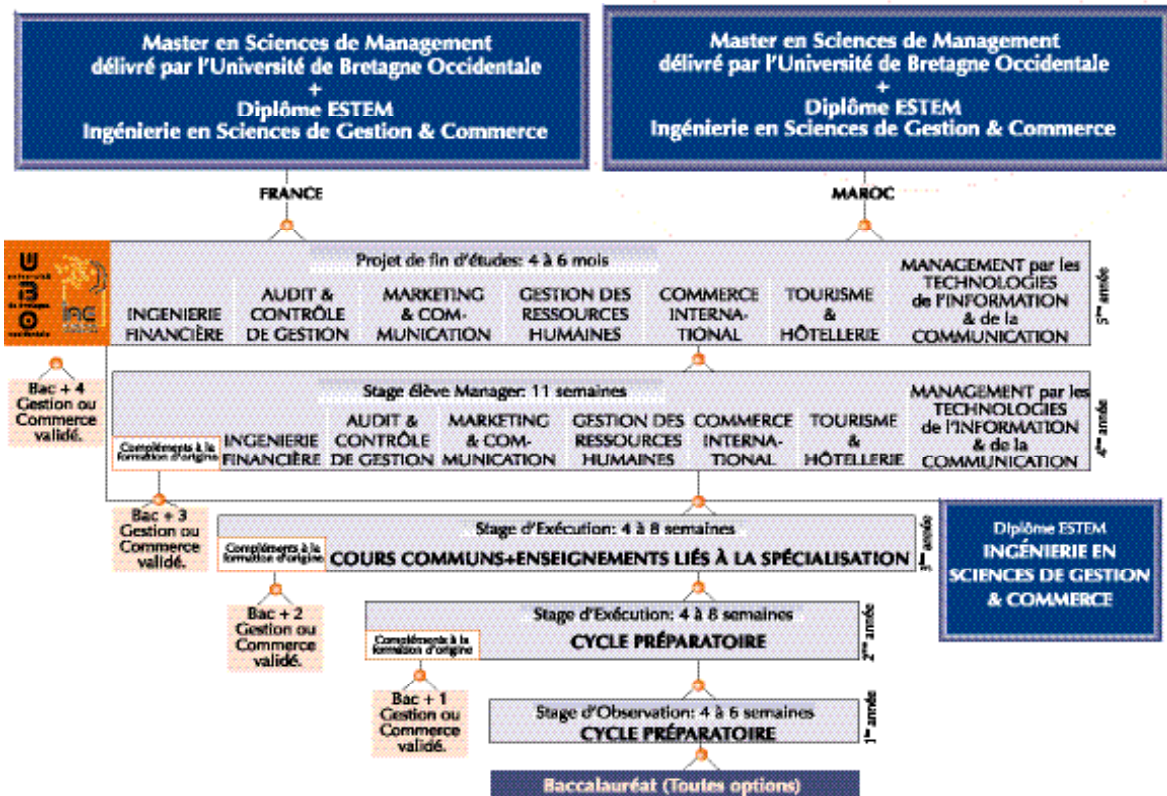 Master en Sciences de Management
délivré par l'Université de Bretagne Occidentale
+
Diplôme ESTEM
Ingénierie en Sciences de Gestion & Commerce
Master en Sciences de Management
délivré par l'Université de Bretagne Occidentale
+
Diplôme ESTEM
Ingénierie en Sciences de Gestion & Commerce
FRANCE
MAROC
UBO
université
de bretagne
occidentale
Projet de fin d'études: 4 à 6 mois
INGENIERIE
FINANCIÈRE
AUDIT &
CONTRÔLE
DE GESTION
MARKETING
& COM-
MUNICATION
GESTION DES
RESSOURCES
HUMAINES
COMMERCE
INTERNA-
TIONAL
TOURISME
&
HÔTELLERIE
MANAGEMENT par les
TECHNOLOGIES
de l'INFORMATION
& de la
COMMUNICATION
5ème année
Bac + 4
Gestion ou
Commerce
validé.
Stage élève Manager: 11 semaines
Compléments à la
formation d'origine
INGENIERIE
FINANCIÈRE
AUDIT &
CONTRÔLE
DE GESTION
MARKETING
& COM-
MUNICATION
GESTION DES
RESSOURCES
HUMAINES
COMMERCE
INTERNA-
TIONAL
TOURISME
&
HÔTELLERIE
MANAGEMENT par les
TECHNOLOGIES
de l'INFORMATION
& de la
COMMUNICATION
4ème année
Bac + 3
Gestion ou
Commerce
validé.
Stage d'Exécution: 4 à 8 semaines
Compléments à la
formation d'origine
COURS COMMUNS+ENSEIGNEMENTS LIÉS À LA SPÉCIALISATION
3ème année
Diplôme ESTEM
INGÉNIERIE EN
SCIENCES DE GESTION
& COMMERCE
Bac + 2
Gestion ou
Commerce
validé.
Stage d'Exécution: 4 à 8 semaines
Compléments à la
formation d'origine
CYCLE PRÉPARATOIRE
2ème année
Bac + 1
Gestion ou
Commerce
validé.
Stage d'Observation: 4 à 6 semaines
CYCLE PRÉPARATOIRE
1ère année
Baccalauréat (Toutes options)